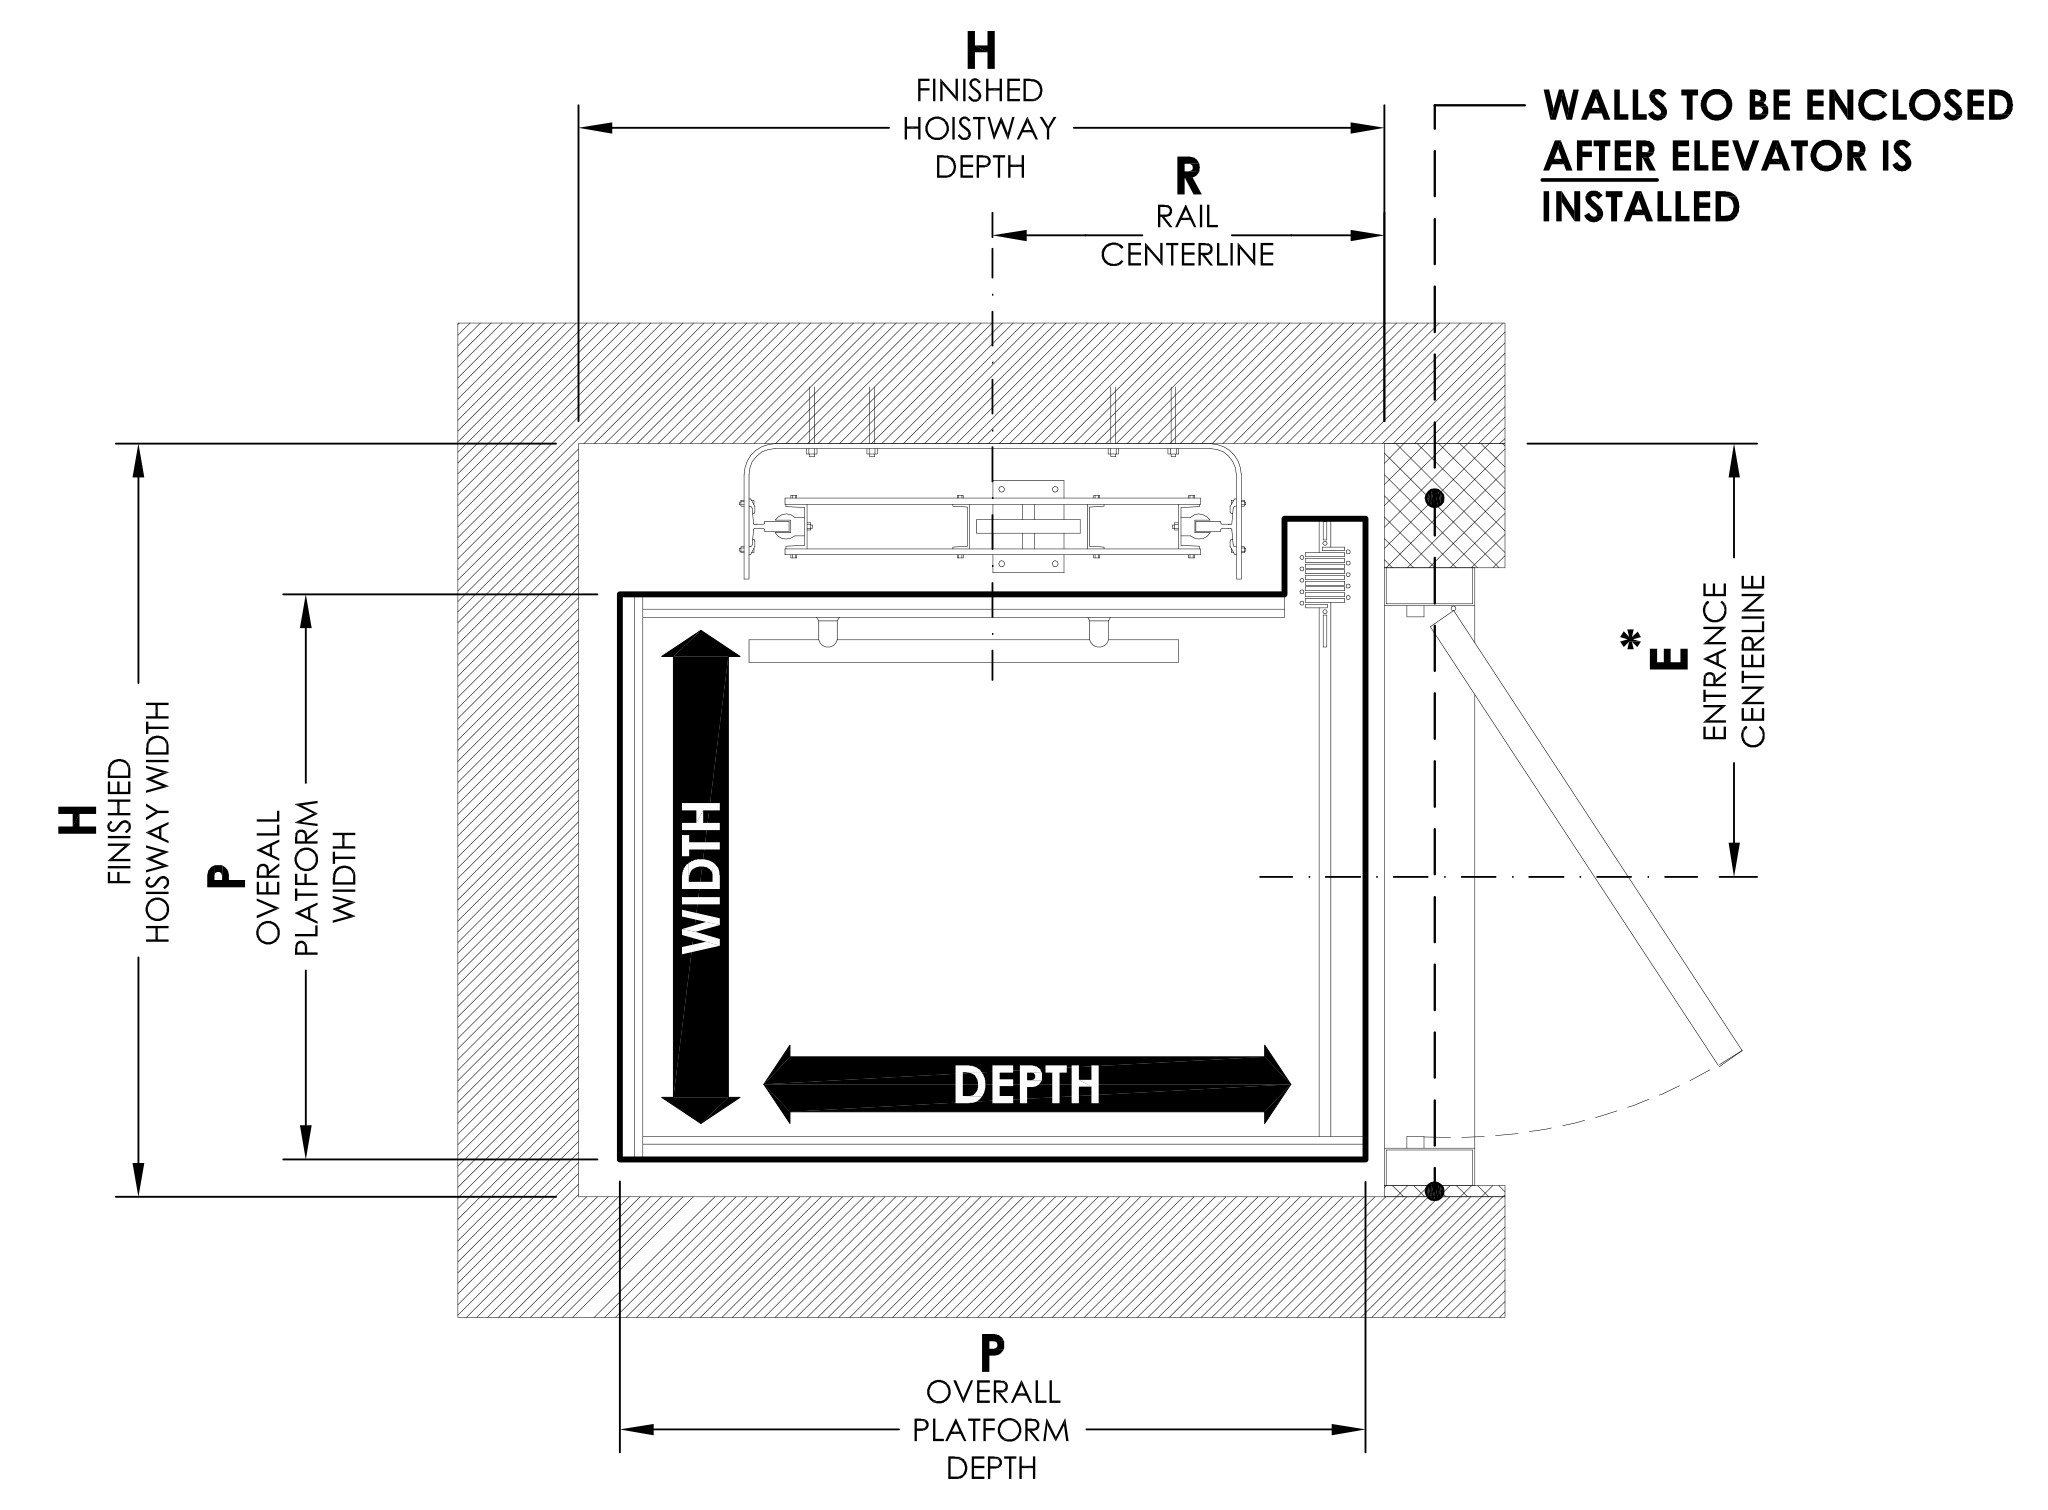 H
FINISHED
HOISTWAY
DEPTH
R
RAIL
CENTERLINE
WALLS TO BE ENCLOSED
AFTER ELEVATOR IS
INSTALLED
H
FINISHED
HOISWAY WIDTH
P
OVERALL
PLATFORM
WIDTH
WIDTH
DEPTH
*
E
ENTRANCE
CENTERLINE
P
OVERALL
PLATFORM
DEPTH